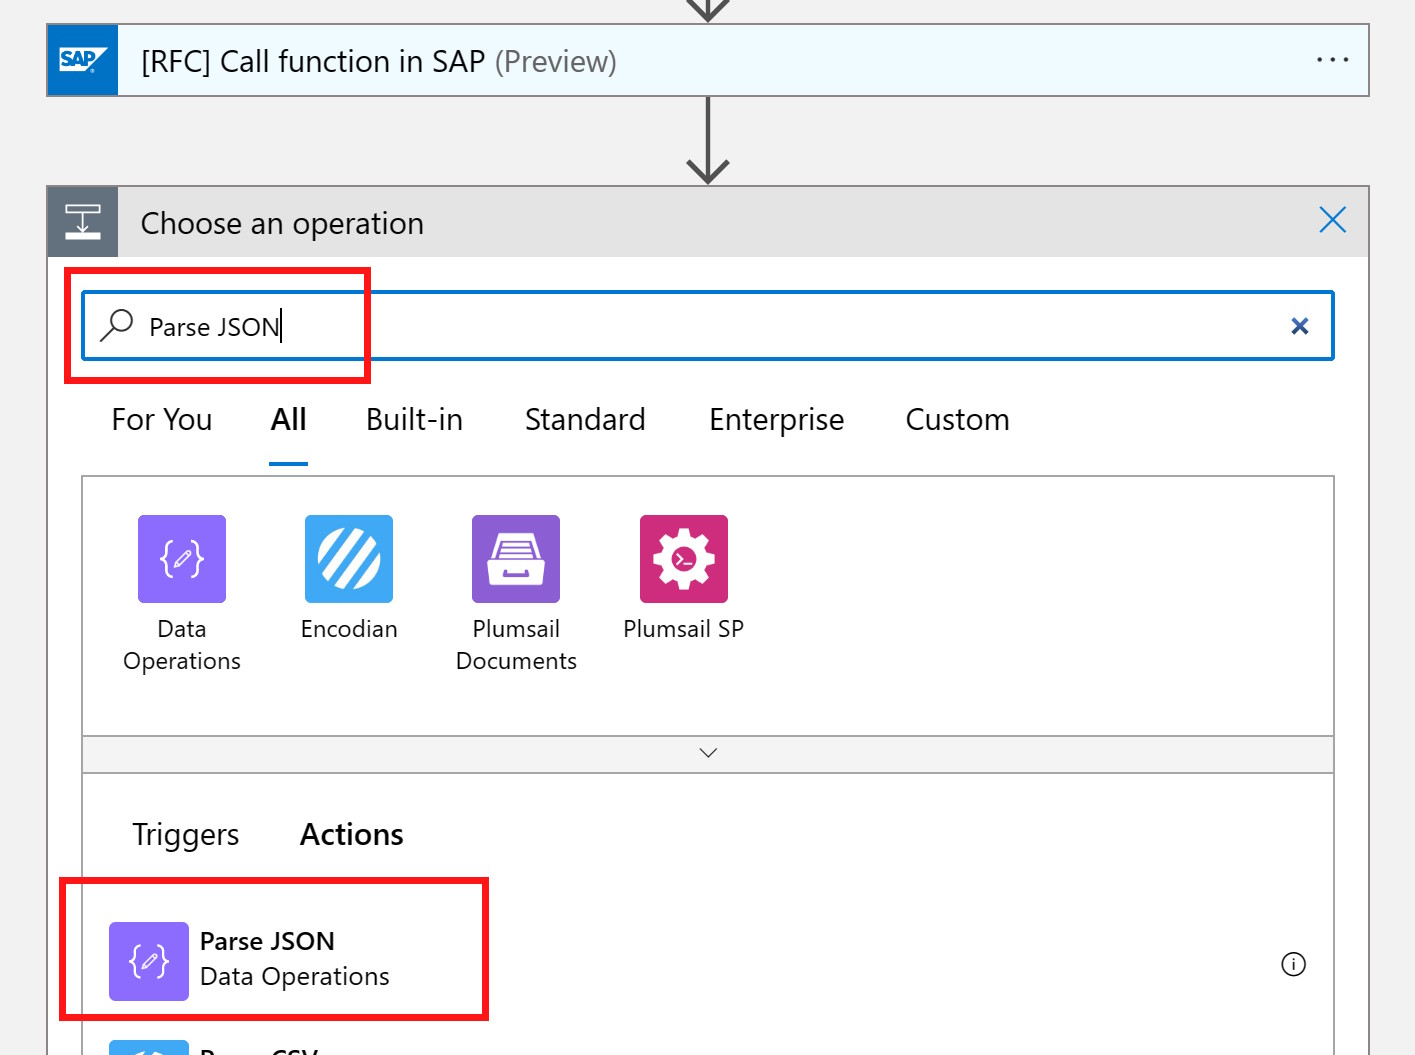 SAP
[RFC] Call function in SAP (Preview)
Choose an operation
Parse JSON
For You All Built-in Standard Enterprise Custom
Data
Operations
Encodian
Plumsail
Documents
Plumsail SP
Triggers Actions
Parse JSON
Data Operations